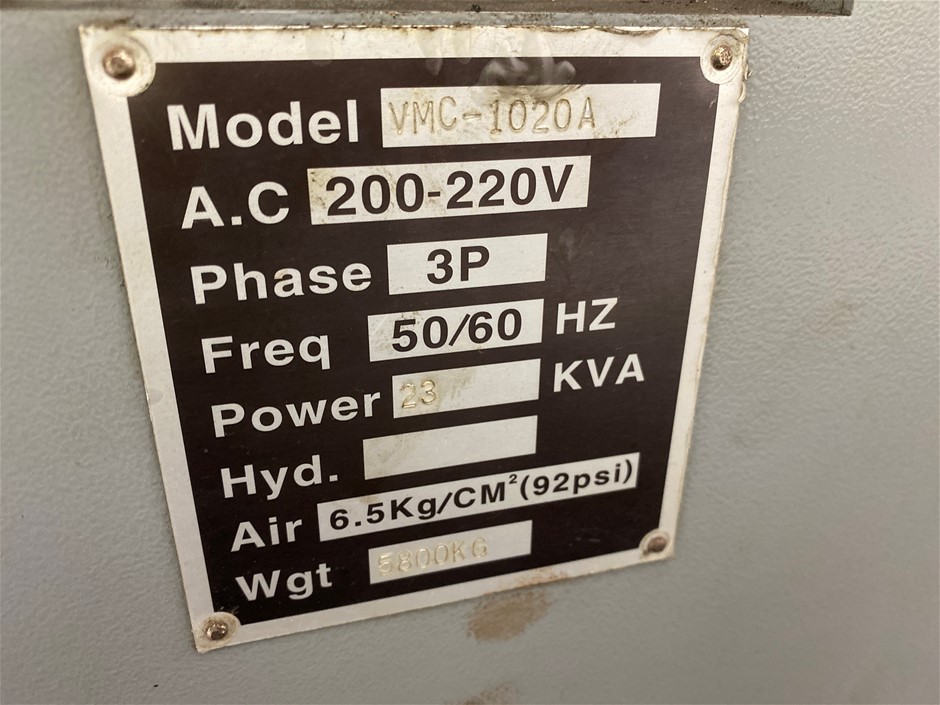 Model VMC-1020A
A.C 200-220V
Phase 3P
Freq 50/60 HZ
Power 23 KVA
Hyd.
Air 6.5Kg/CM²(92psi)
Wgt 5800KG